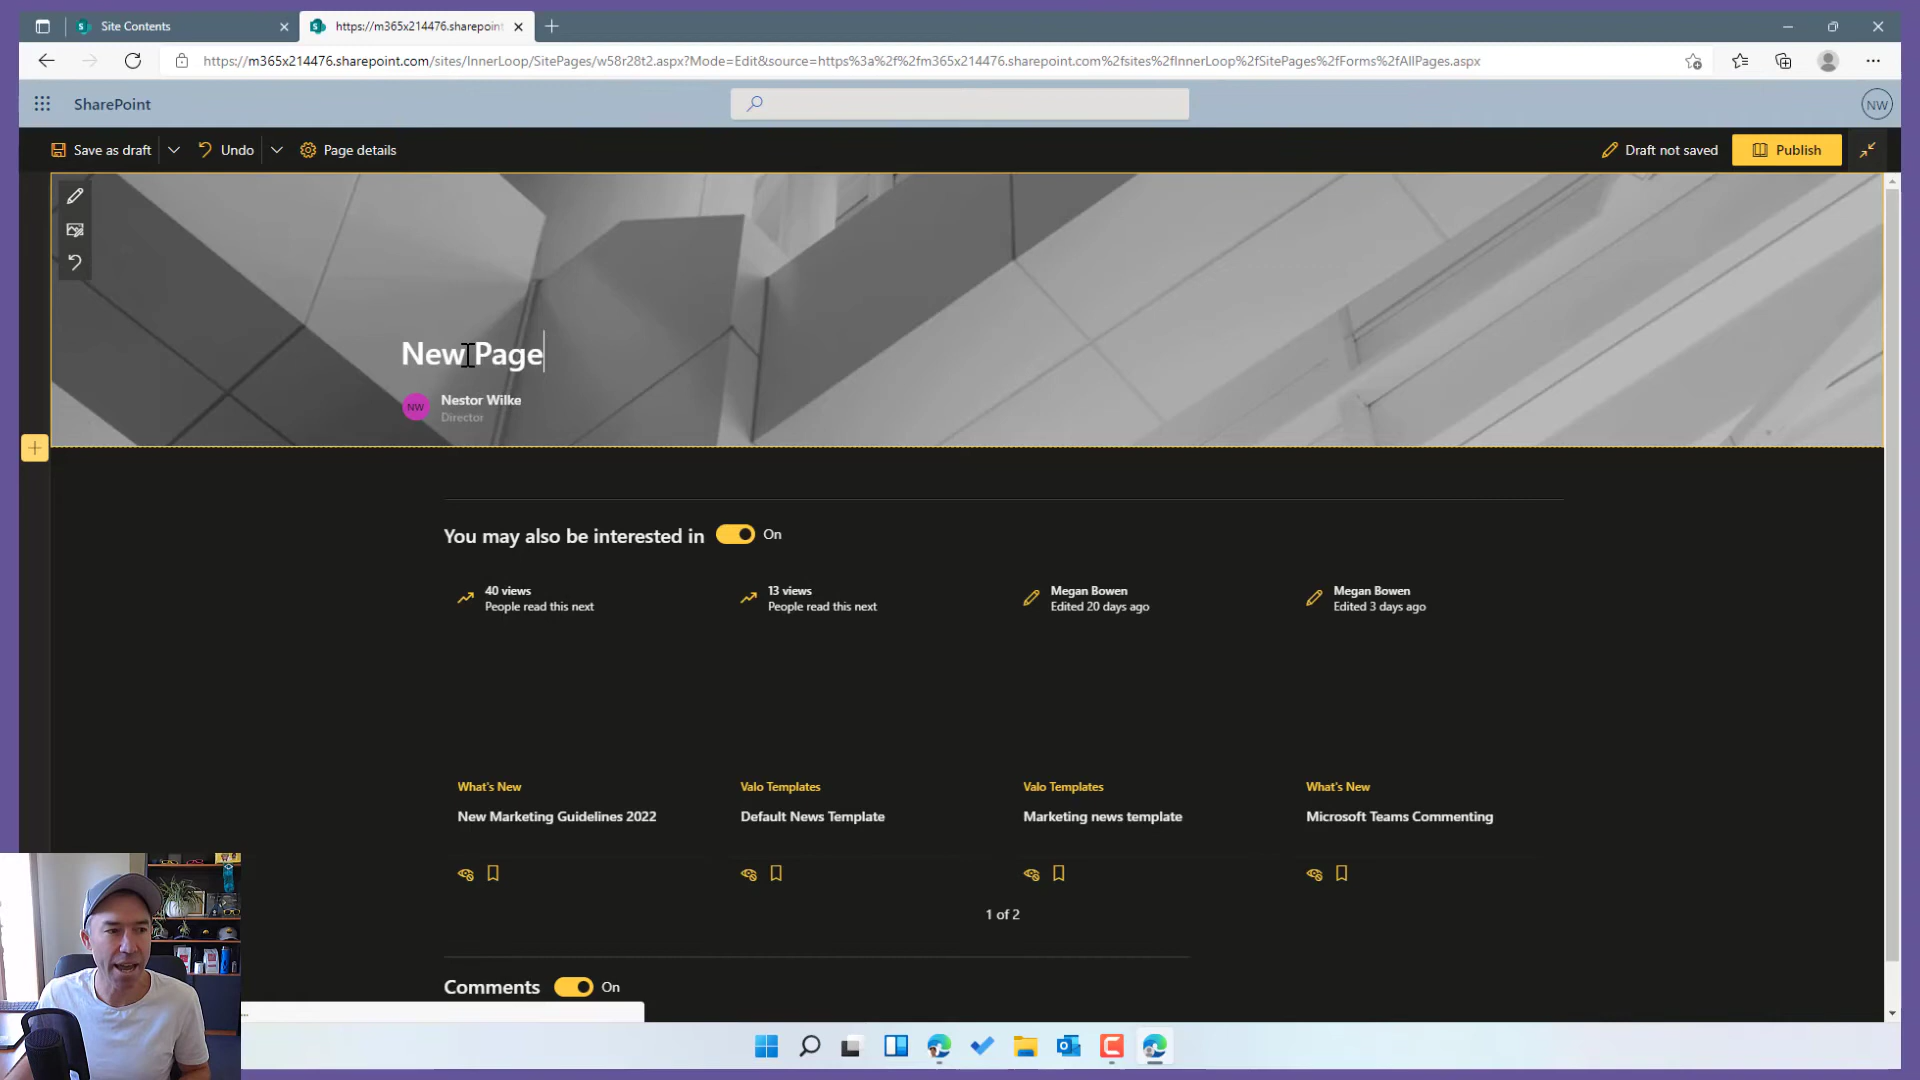 Site Contents
https://m365x214476.sharepoint
https://m365x214476.sharepoint.com/sites/InnerLoop/SitePages/w58r28t2.aspx?Mode=Edit&source=https%3a%2f%2fm365x214476.sharepoint.com%2fsites%2fInnerLoop%2fSitePages%2fForms%2fAllPages.aspx
SharePoint
NW
Save as draft
Undo
Page details
Draft not saved
Publish
New Page
NW
Nestor Wilke
Director
You may also be interested in
On
40 views
People read this next
13 views
People read this next
Megan Bowen
Edited 20 days ago
Megan Bowen
Edited 3 days ago
What's New
New Marketing Guidelines 2022
Valo Templates
Default News Template
Valo Templates
Marketing news template
What's New
Microsoft Teams Commenting
1 of 2
Comments
On